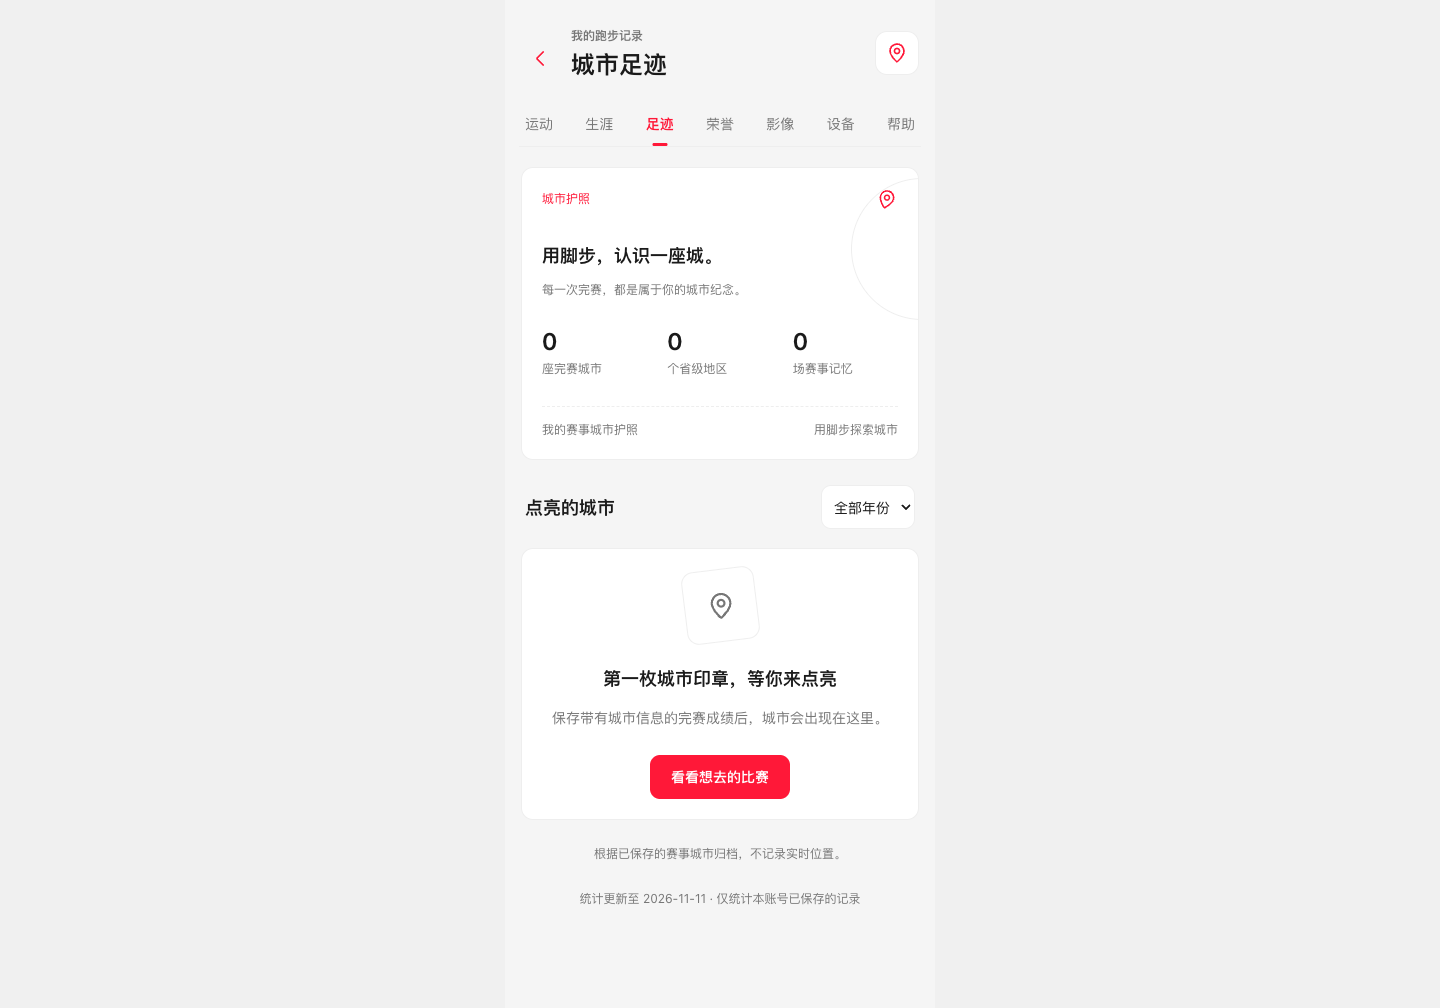 我的跑步记录
城市足迹
运动 生涯 足迹 荣誉 影像 设备 帮助
城市护照
用脚步，认识一座城。
每一次完赛，都是属于你的城市纪念。
0 0 0
座完赛城市 个省级地区 场赛事记忆
我的赛事城市护照 用脚步探索城市
点亮的城市 全部年份
第一枚城市印章，等你来点亮
保存带有城市信息的完赛成绩后，城市会出现在这里。
看看想去的比赛
根据已保存的赛事城市归档，不记录实时位置。
统计更新至 2026-11-11 · 仅统计本账号已保存的记录